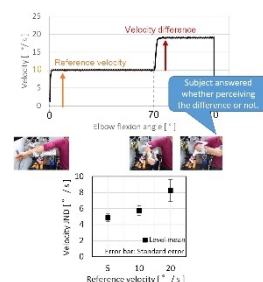 25
Velocity difference
20
15
Velocity [ °/s]
Reference velocity
10
5
0
0
70
Elbow flexion angle [ °]
Subject answered
whether perceiving
the difference or not.
10
8
6
4
2
0
Velocity JND [ ° / s]
Level mean
Error bar: Standard error
5 10 20
Reference velocity [ °/ s]